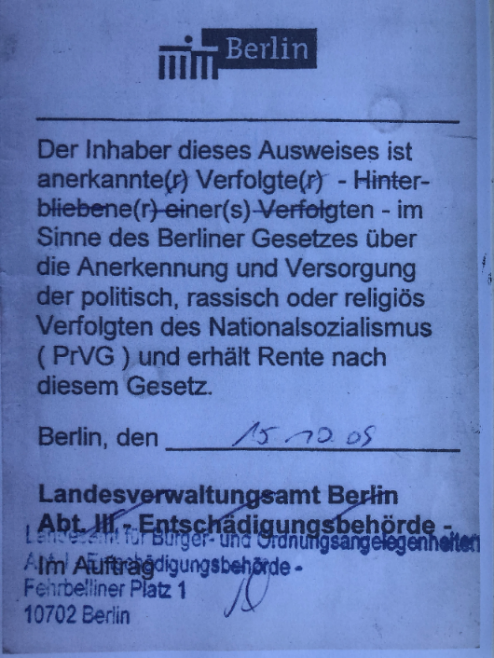 Berlin
Der Inhaber dieses Ausweises ist
anerkannte(r) Verfolgte(r) - Hinter-
bliebene(r) einer(s) Verfolgten - im
Sinne des Berliner Gesetzes über
die Anerkennung und Versorgung
der politisch, rassisch oder religiös
Verfolgten des Nationalsozialismus
( PrVG ) und erhält Rente nach
diesem Gesetz.
Berlin, den 15.10.09
Landesverwaltungsamt Berlin
Abt. III - Entschädigungsbehörde -
Landesamt für Bürger- und Ordnungsangelegenheiten
Abt. I - Entschädigungsbehörde -
Im Auftrag
Fehrbelliner Platz 1
10702 Berlin